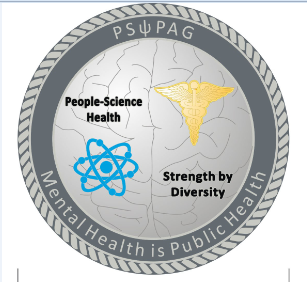 PSψPAG
People-Science
Health
Strength by
Diversity
Mental Health is Public Health